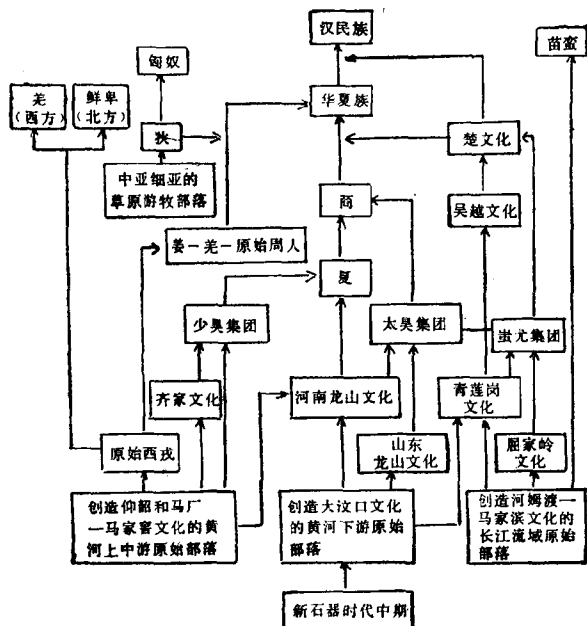 汉民族
苗蛮
匈奴
羌
(西方)
鲜卑
(北方)
华夏族
狄
楚文化
中亚细亚的
草原游牧部落
商
吴越文化
姜－羌－原始周人
夏
少昊集团
太昊集团
蚩尤集团
齐家文化
河南龙山文化
青莲岗
文化
原始西戎
山东
龙山文化
屈家岭
文化
创造仰韶和马厂
—马家窑文化的黄
河上中游原始部落
创造大汶口文化
的黄河下游原始
部落
创造河姆渡—
马家滨文化的
长江流域原始
部落
新石器时代中期